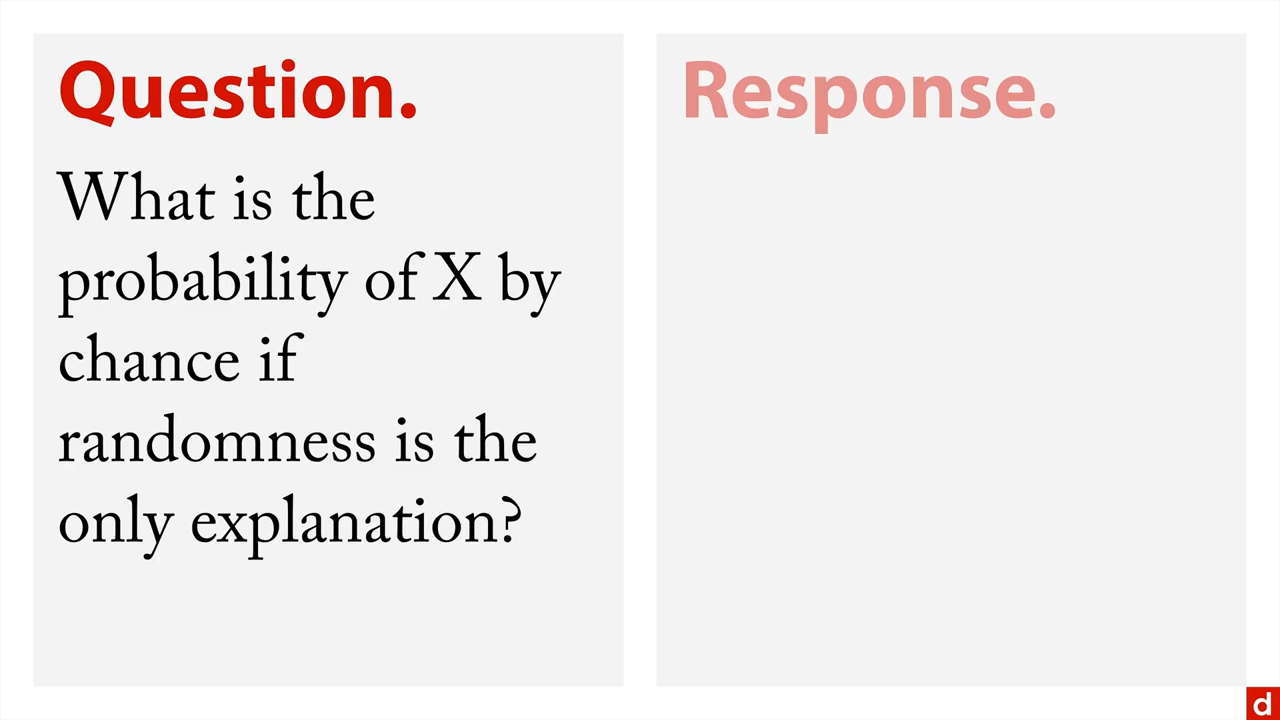 Question.
What is the
probability of X by
chance if
randomness is the
only explanation?
Response.
d